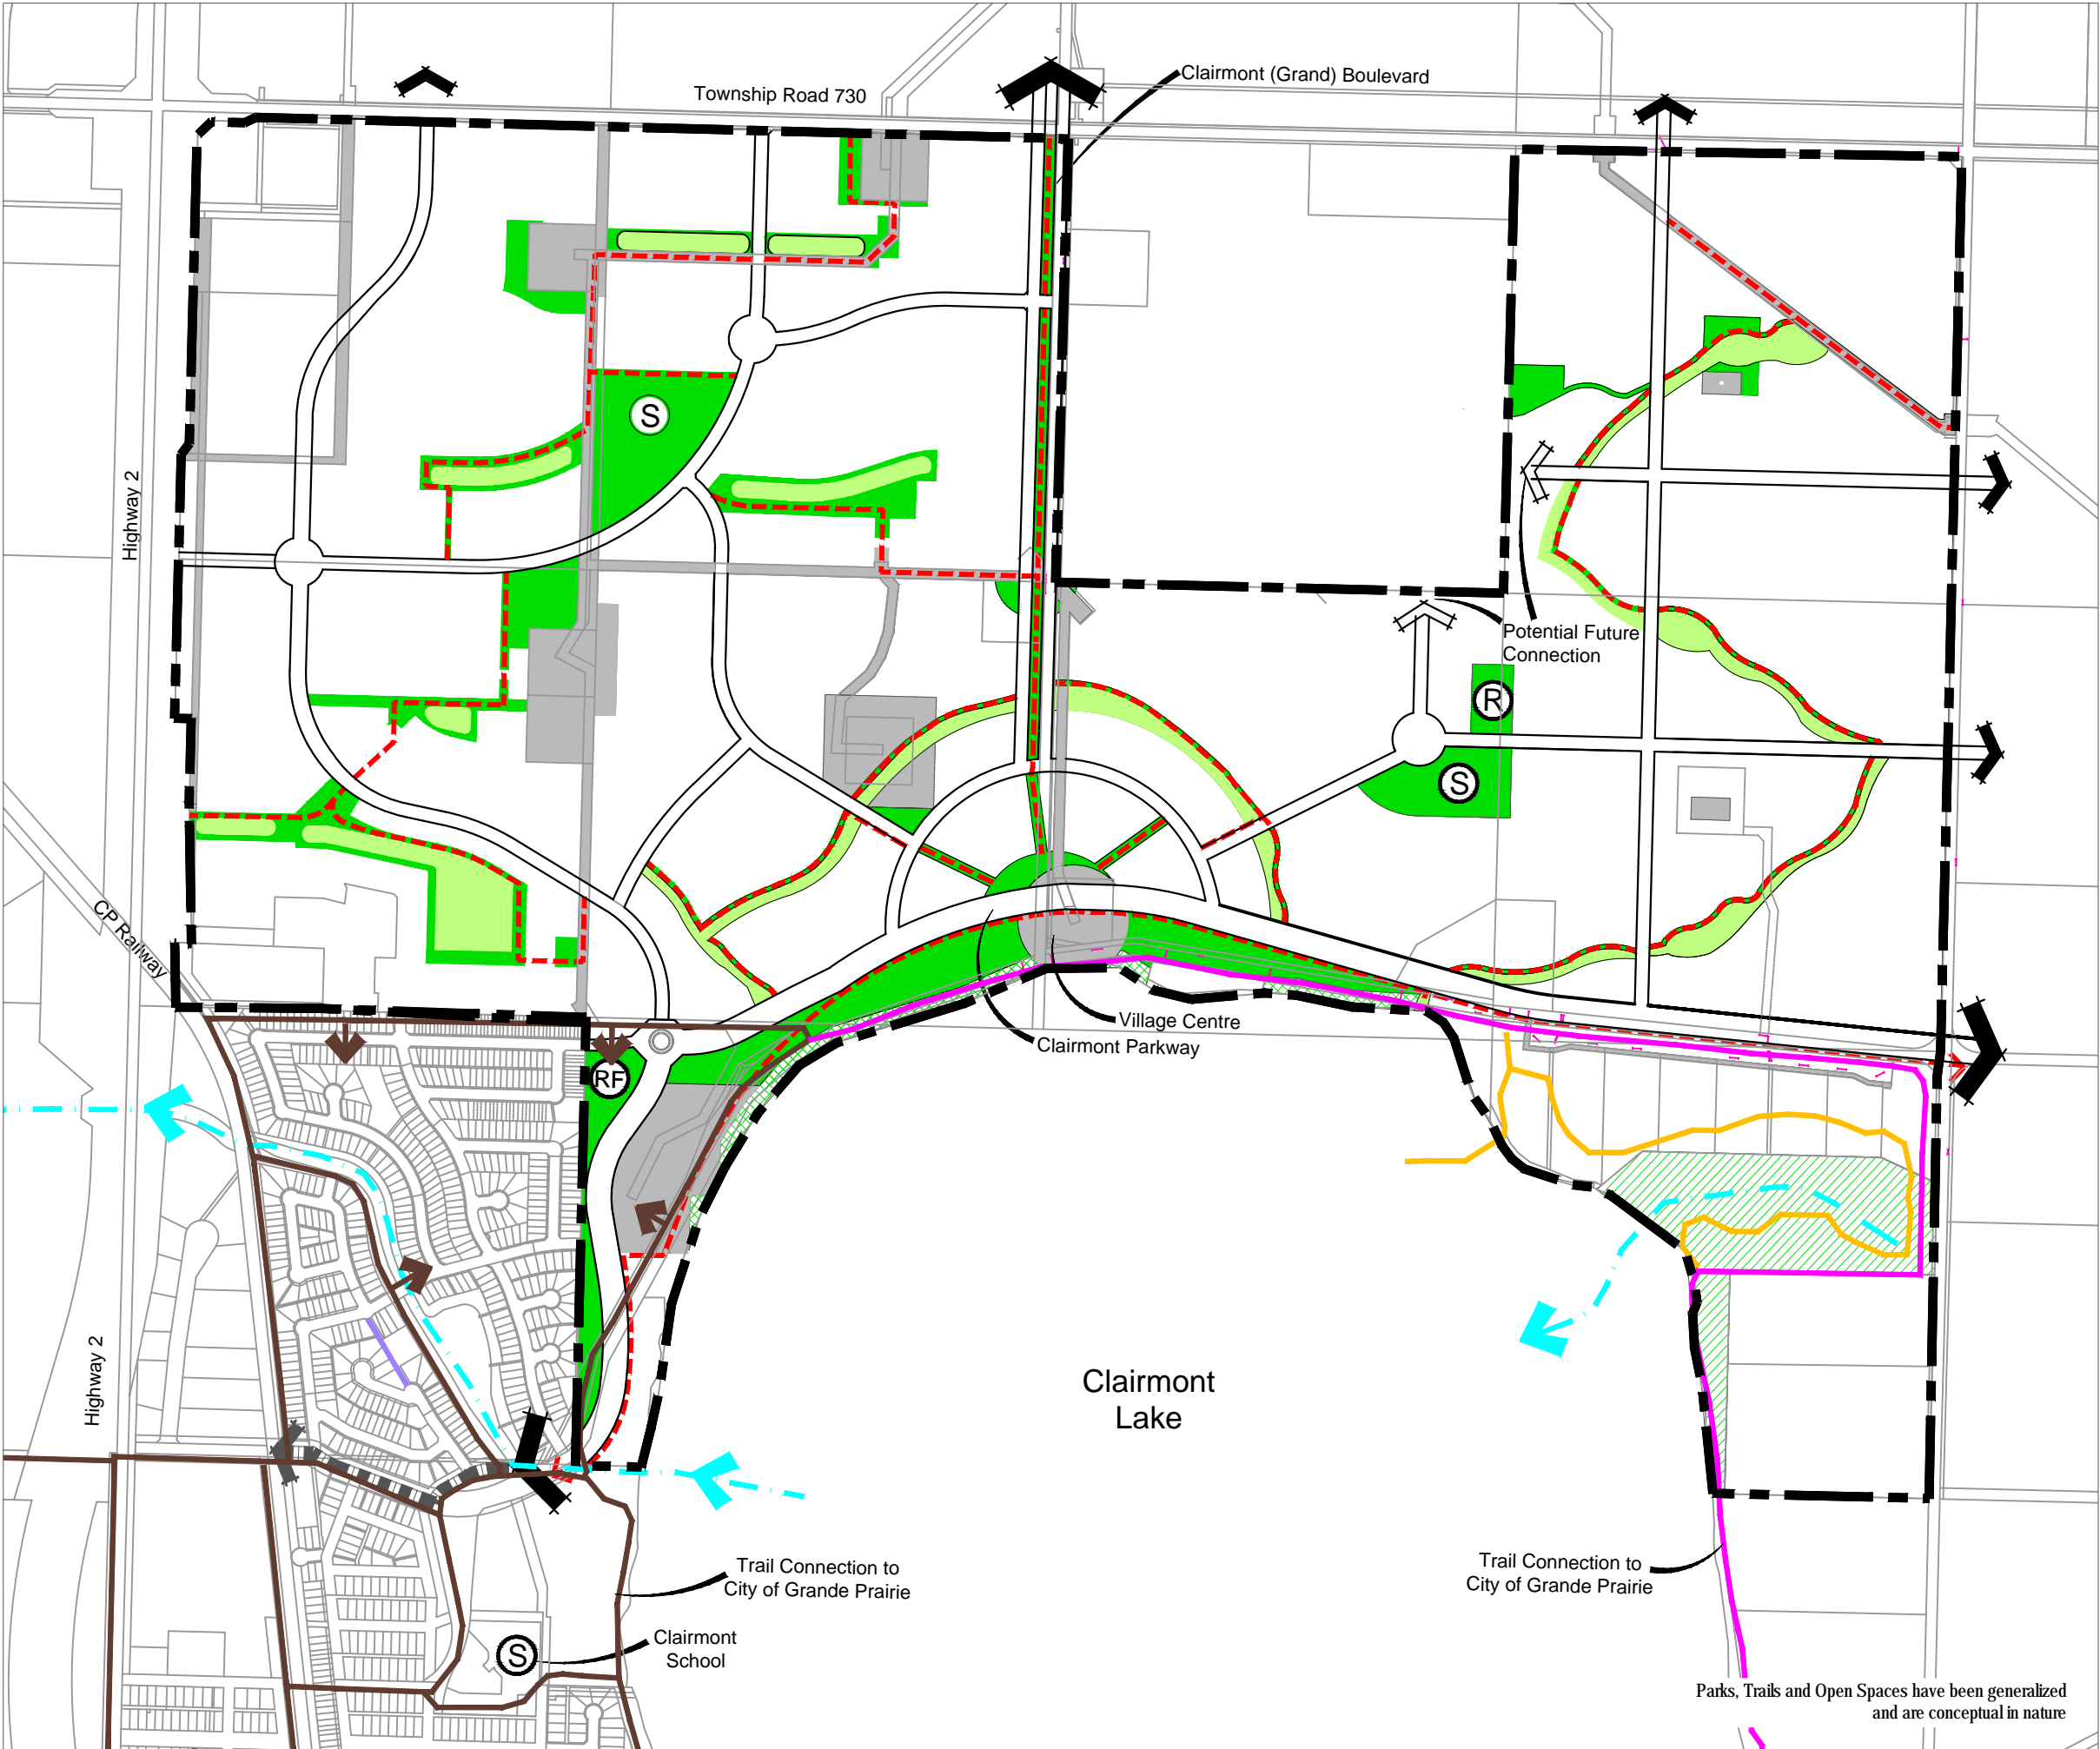 Clairmont (Grand) Boulevard
Township Road 730
S
Highway 2
Potential Future
Connection
R
S
CP Railway
Village Centre
Clairmont Parkway
RF
Clairmont
Lake
Highway 2
Trail Connection to
City of Grande Prairie
Trail Connection to
City of Grande Prairie
Clairmont
School
S
Parks, Trails and Open Spaces have been generalized
and are conceptual in nature